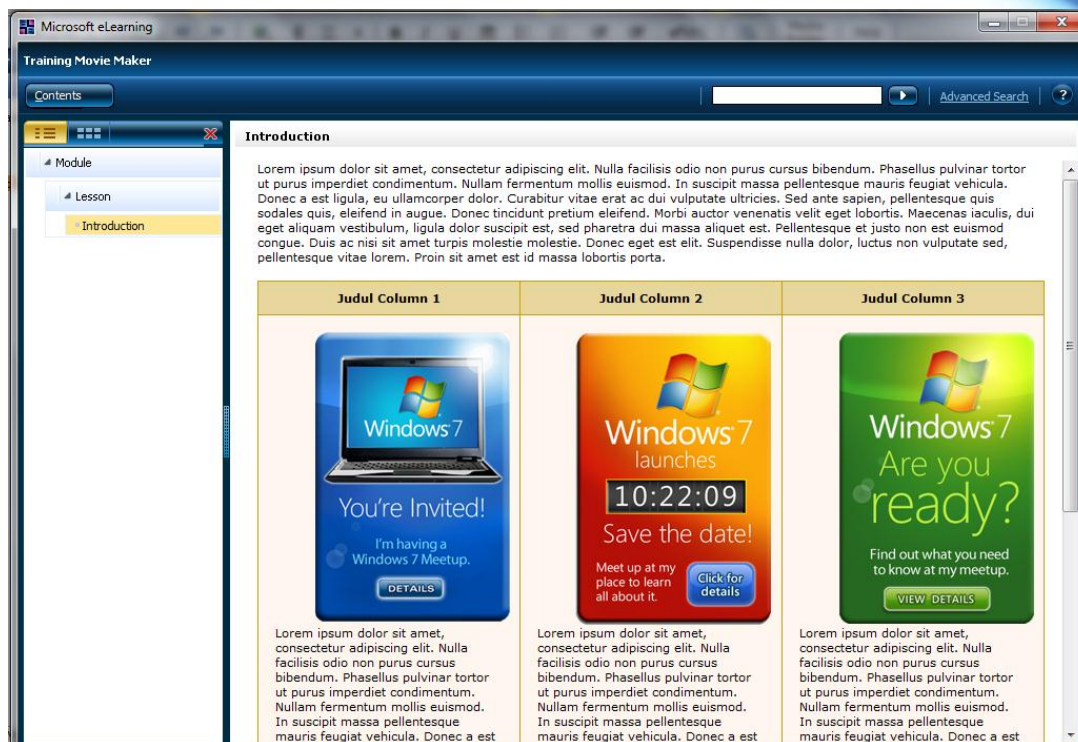 Microsoft eLearning
Training Movie Maker
Contents
Advanced Search
?
Module
Lesson
Introduction
Introduction
Lorem ipsum dolor sit amet, consectetur adipiscing elit. Nulla facilisis odio non purus cursus bibendum. Phasellus pulvinar tortor
ut purus imperdiet condimentum. Nullam fermentum mollis euismod. In suscipit massa pellentesque mauris feugiat vehicula.
Donec a est ligula, eu ullamcorper dolor. Curabitur vitae erat ac dui vulputate ultricies. Sed ante sapien, pellentesque quis
sodales quis, eleifend in augue. Donec tincidunt pretium eleifend. Morbi auctor venenatis velit eget lobortis. Maecenas iaculis, dui
eget aliquam vestibulum, ligula dolor suscipit est, sed pharetra dui massa aliquet est. Pellentesque et justo non est euismod
congue. Duis ac nisi sit amet turpis molestie molestie. Donec eget est elit. Suspendisse nulla dolor, luctus non vulputate sed,
pellentesque vitae lorem. Proin sit amet est id massa lobortis porta.
Judul Column 1
Judul Column 2
Judul Column 3
Windows 7
You're Invited!
I'm having a
Windows 7 Meetup.
DETAILS
Lorem ipsum dolor sit amet,
consectetur adipiscing elit. Nulla
facilisis odio non purus cursus
bibendum. Phasellus pulvinar tortor
ut purus imperdiet condimentum.
Nullam fermentum mollis euismod.
In suscipit massa pellentesque
mauris feugiat vehicula. Donec a est
Windows 7
launches
10:22:09
Save the date!
Meet up at my
place to learn
all about it.
Click for
details
Lorem ipsum dolor sit amet,
consectetur adipiscing elit. Nulla
facilisis odio non purus cursus
bibendum. Phasellus pulvinar tortor
ut purus imperdiet condimentum.
Nullam fermentum mollis euismod.
In suscipit massa pellentesque
mauris feugiat vehicula. Donec a est
Windows 7
Are you
ready?
Find out what you need
to know at my meetup.
VIEW DETAILS
Lorem ipsum dolor sit amet,
consectetur adipiscing elit. Nulla
facilisis odio non purus cursus
bibendum. Phasellus pulvinar tortor
ut purus imperdiet condimentum.
Nullam fermentum mollis euismod.
In suscipit massa pellentesque
mauris feugiat vehicula. Donec a est